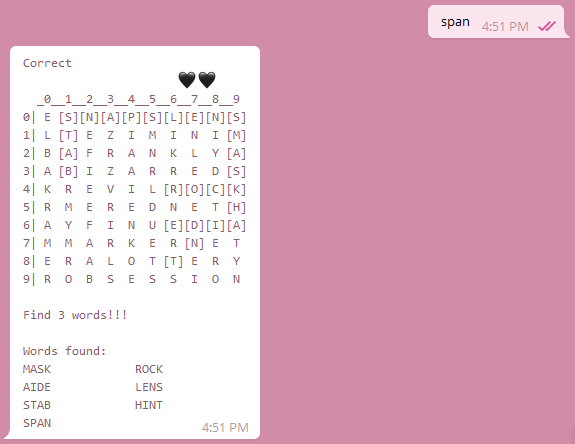 span 4:51 PM
Correct
🖤🖤
_0__1__2__3__4__5__6__7__8__9
0| E [S][N][A][P][S][L][E][N][S]
1| L [T] E  Z  I  M  I  N  I [M]
2| B [A] F  R  A  N  K  L  Y [A]
3| A [B] I  Z  A  R  R  E  D [S]
4| K  R  E  V  I  L [R][O][C][K]
5| R  M  E  R  E  D  N  E  T [H]
6| A  Y  F  I  N  U [E][D][I][A]
7| M  M  A  R  K  E  R [N] E  T
8| E  R  A  L  O  T [T] E  R  Y
9| R  O  B  S  E  S  S  I  O  N
Find 3 words!!!
Words found:
MASK ROCK
AIDE LENS
STAB HINT
SPAN
4:51 PM